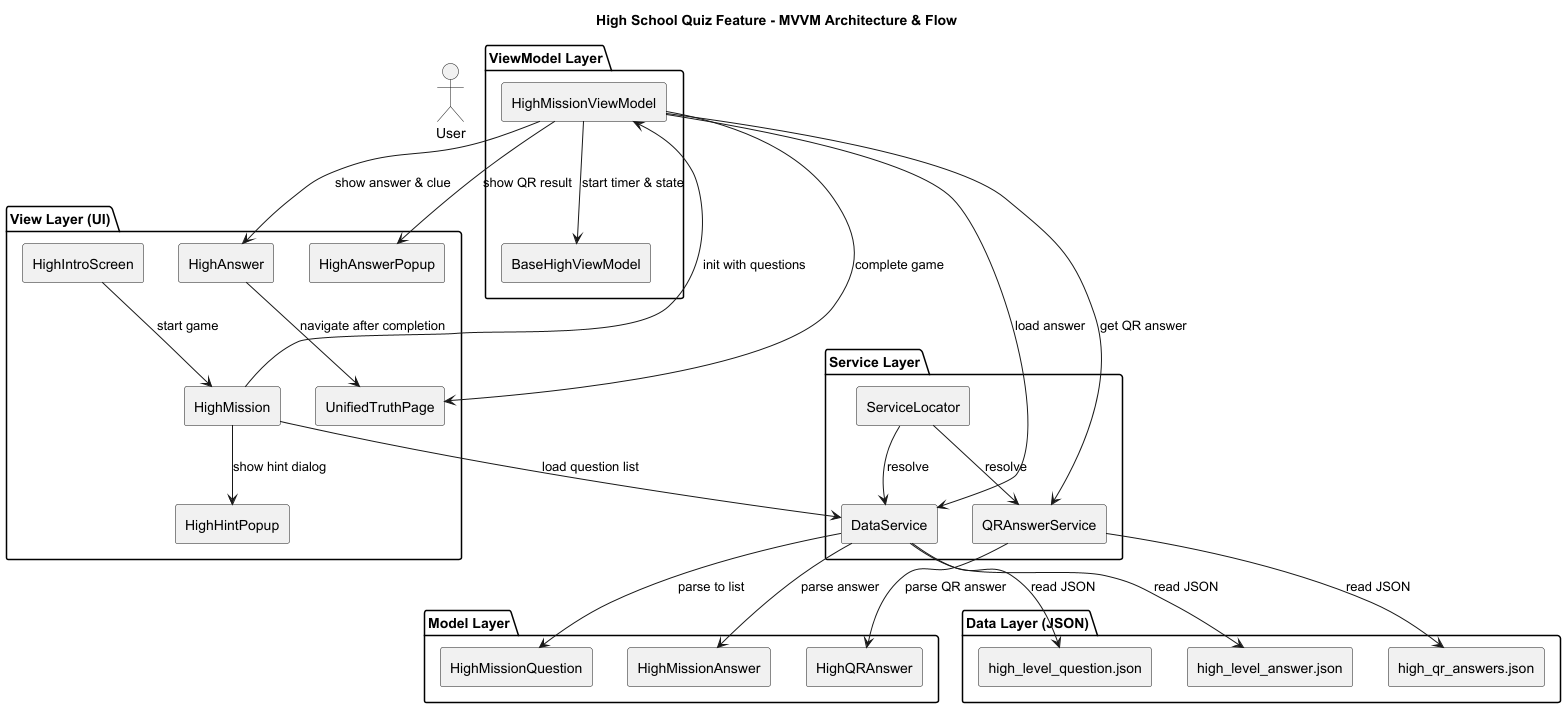 High School Quiz Feature - MVVM Architecture & Flow
ViewModel Layer
HighMissionViewModel
User
show answer & clue
show QR result
start timer & state
View Layer (UI)
HighIntroScreen
HighAnswer
HighAnswerPopup
BaseHighViewModel
init with questions
complete game
start game
navigate after completion
load answer
get QR answer
Service Layer
HighMission
UnifiedTruthPage
ServiceLocator
show hint dialog
load question list
resolve
resolve
HighHintPopup
DataService
QRAnswerService
parse to list
parse answer
parse QR answer
read JSON
read JSON
read JSON
Model Layer
Data Layer (JSON)
HighMissionQuestion
HighMissionAnswer
HighQRAnswer
high_level_question.json
high_level_answer.json
high_qr_answers.json